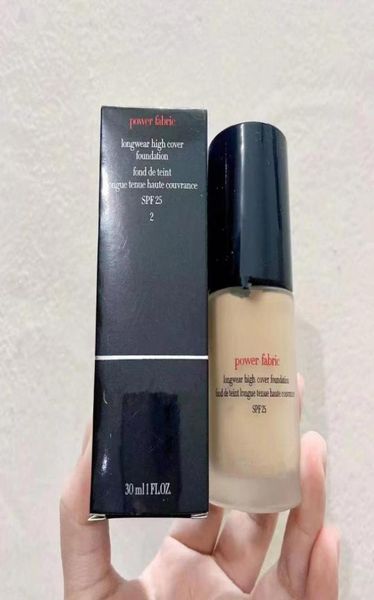 power fabric
longwear high cover
foundation
fond de teint
longue tenue haute couvrance
SPF 25
2
30 ml 1 FL.OZ.
power fabric
longwear high cover foundation
fond de teint longue tenue haute couvrance
SPF 25